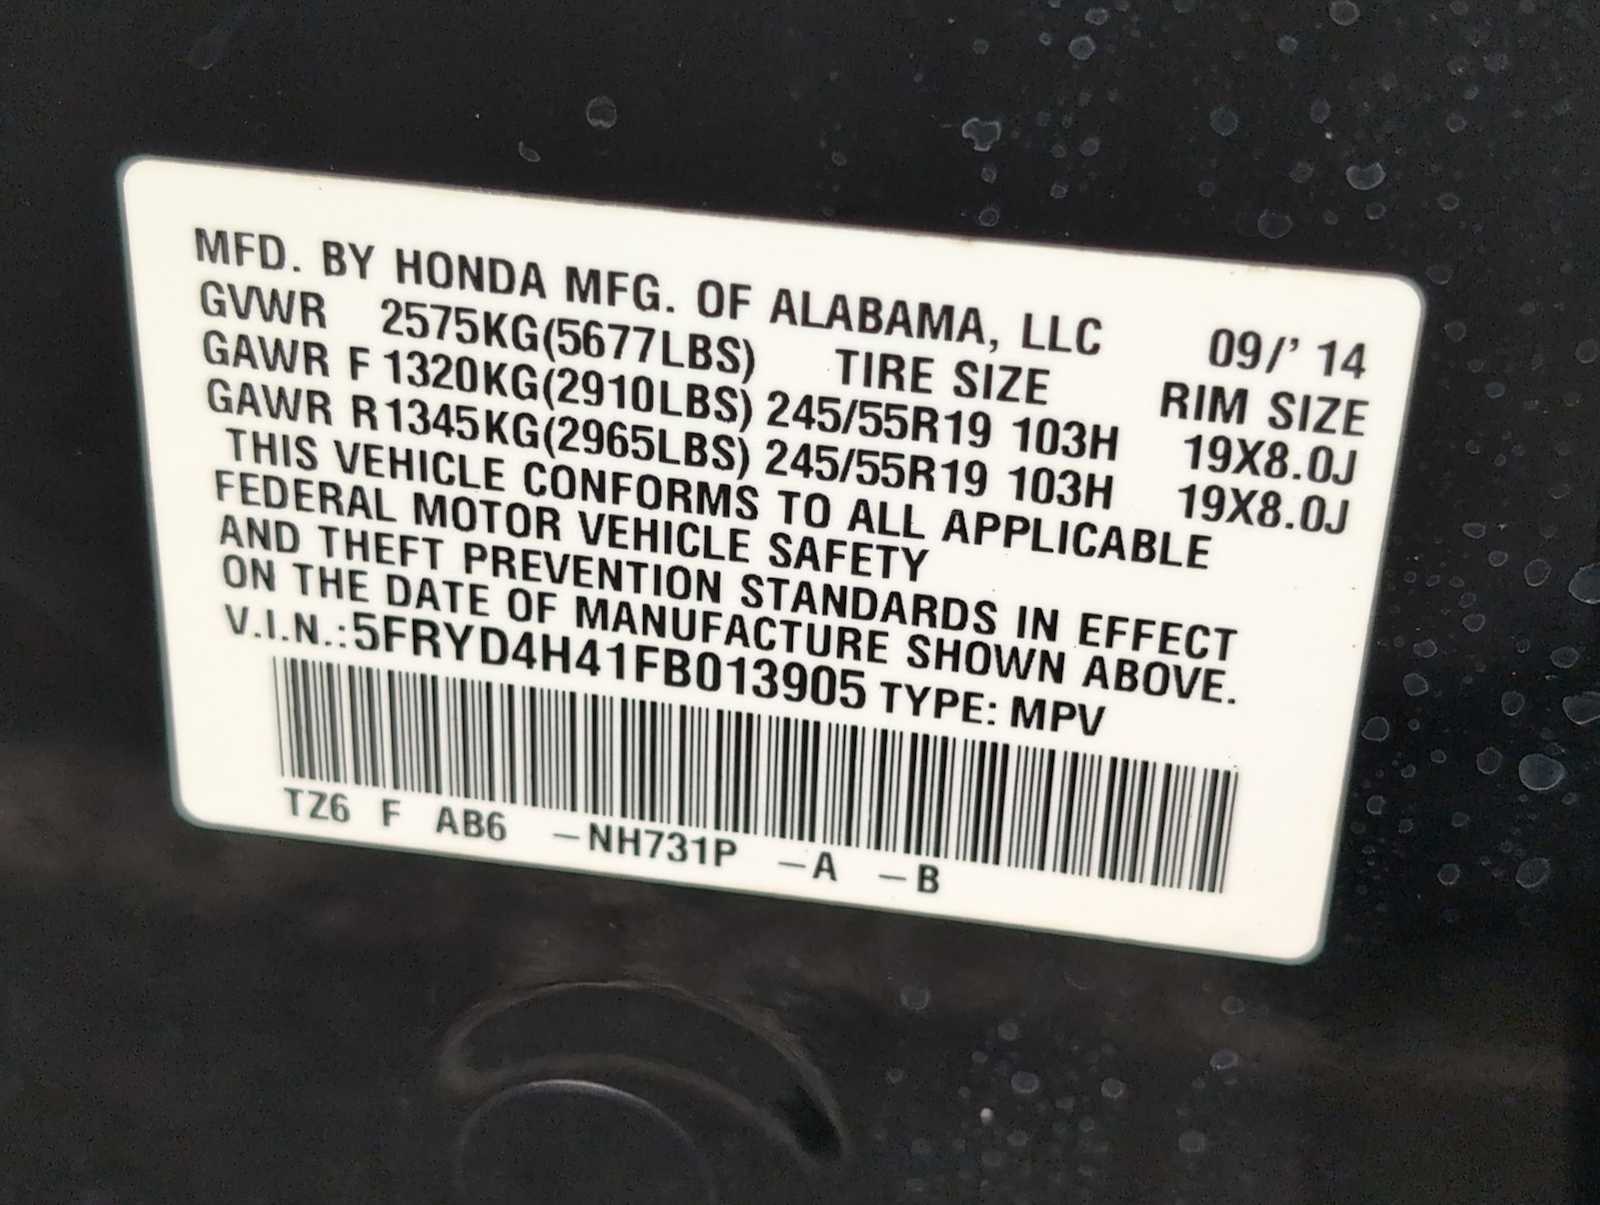 MFD. BY HONDA MFG. OF ALABAMA, LLC 09/' 14
GVWR 2575KG(5677LBS) TIRE SIZE RIM SIZE
GAWR F 1320KG(2910LBS) 245/55R19 103H 19X8.0J
GAWR R1345KG(2965LBS) 245/55R19 103H 19X8.0J
THIS VEHICLE CONFORMS TO ALL APPLICABLE
FEDERAL MOTOR VEHICLE SAFETY
AND THEFT PREVENTION STANDARDS IN EFFECT
ON THE DATE OF MANUFACTURE SHOWN ABOVE.
V.I.N.:5FRYD4H41FB013905 TYPE: MPV
TZ6 F AB6 –NH731P –A –B